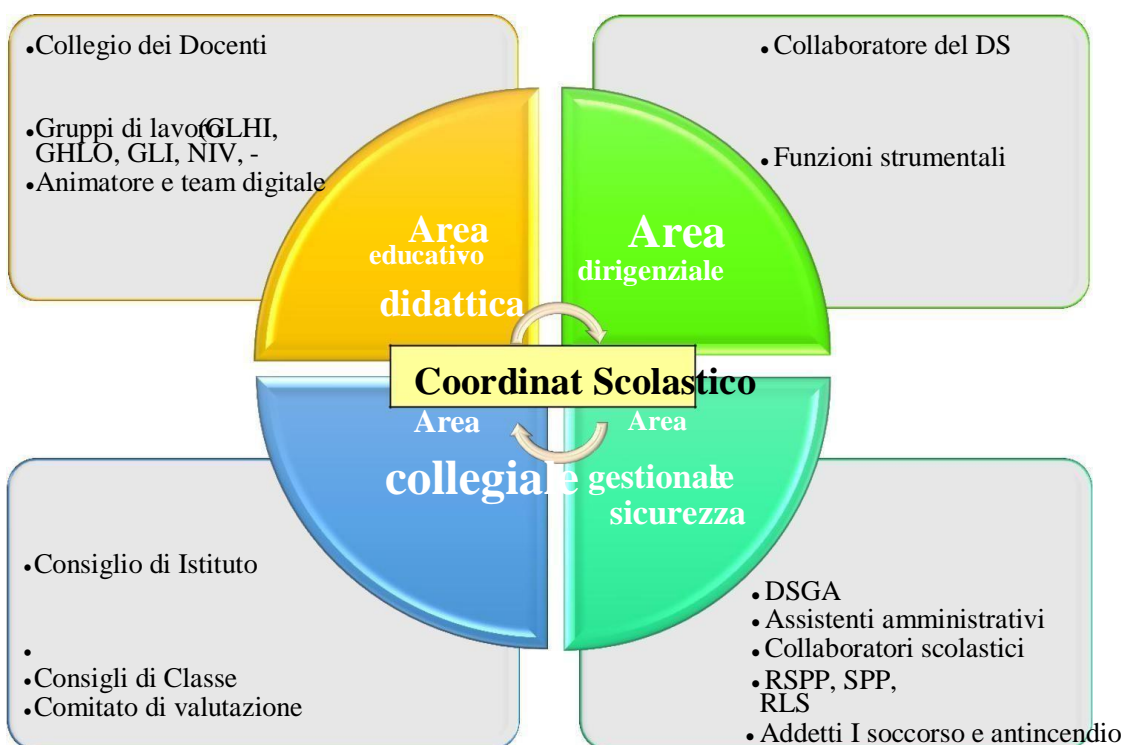 •Collegio dei Docenti
•Gruppi di lavoro (GLHI,
GHLO, GLI, NIV, -
•Animatore e team digitale
•Collaboratore del DS
•Funzioni strumentali
Area
educativo
didattica
Area
dirigenziale
Coordinat Scolastico
Area
collegiale
Area
gestionale e
sicurezza
•Consiglio di Istituto
•
•Consigli di Classe
•Comitato di valutazione
•DSGA
•Assistenti amministrativi
•Collaboratori scolastici
•RSPP, SPP,
RLS
•Addetti I soccorso e antincendio